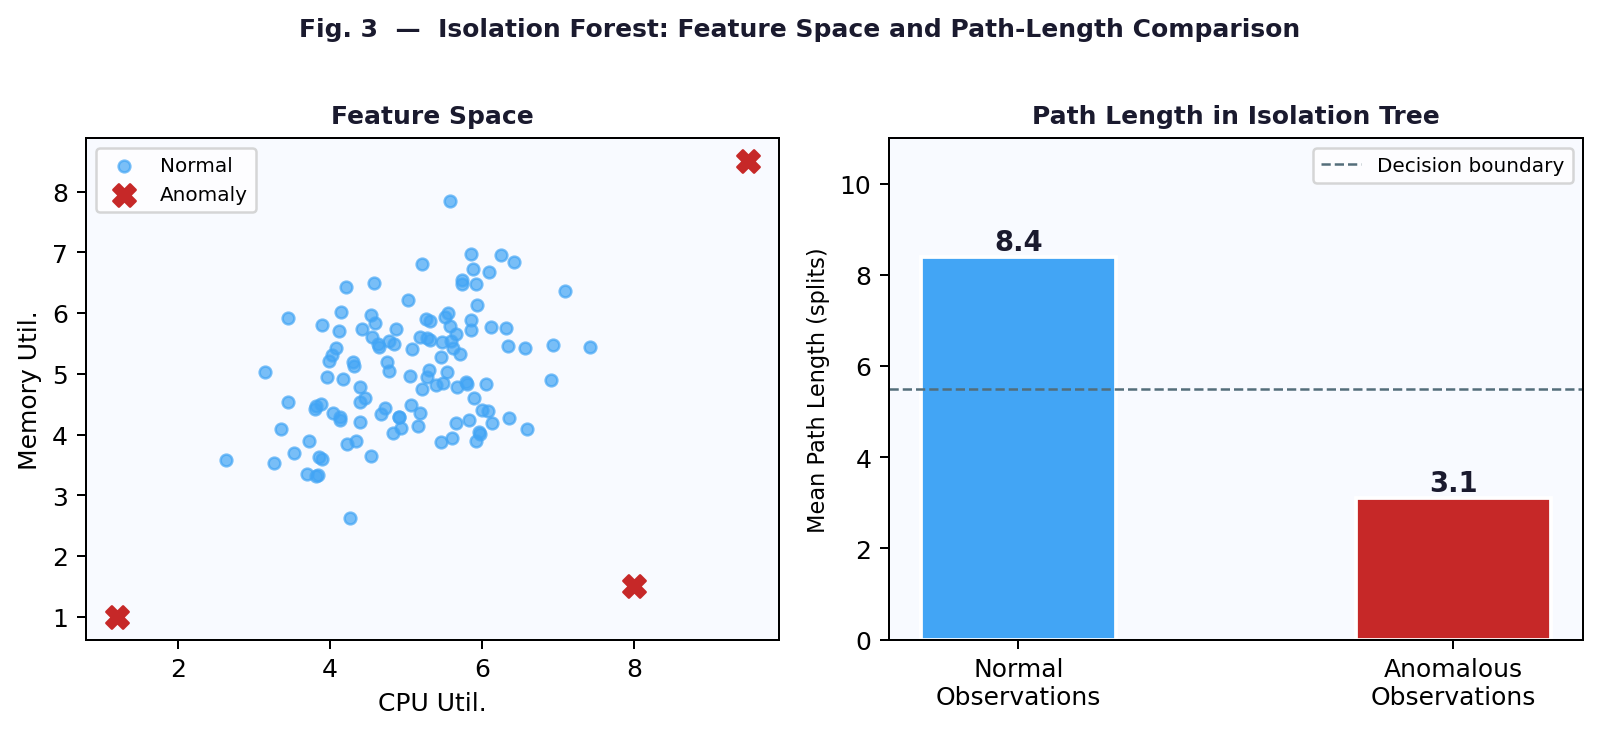 Fig. 3 — Isolation Forest: Feature Space and Path-Length Comparison
Feature Space
Normal
Anomaly
8
7
6
5
4
3
2
1
Memory Util.
2 4 6 8
CPU Util.
Path Length in Isolation Tree
Decision boundary
10
8
6
4
2
0
Mean Path Length (splits)
8.4
3.1
Normal
Observations
Anomalous
Observations